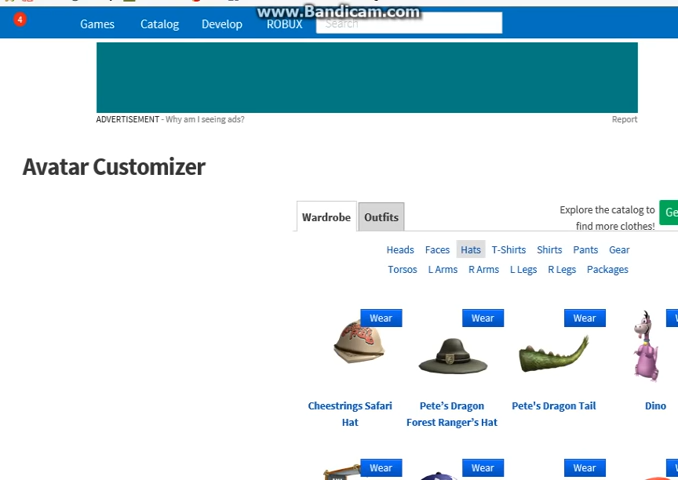 www.Bandicam.com
4
Games Catalog Develop ROBUX Search
ADVERTISEMENT - Why am I seeing ads? Report
Avatar Customizer
Wardrobe Outfits
Explore the catalog to
find more clothes!
Heads Faces Hats T-Shirts Shirts Pants Gear
Torsos L Arms R Arms L Legs R Legs Packages
Wear Wear Wear
Cheestrings Safari
Hat
Pete's Dragon
Forest Ranger's Hat
Pete's Dragon Tail
Dino
Wear Wear Wear